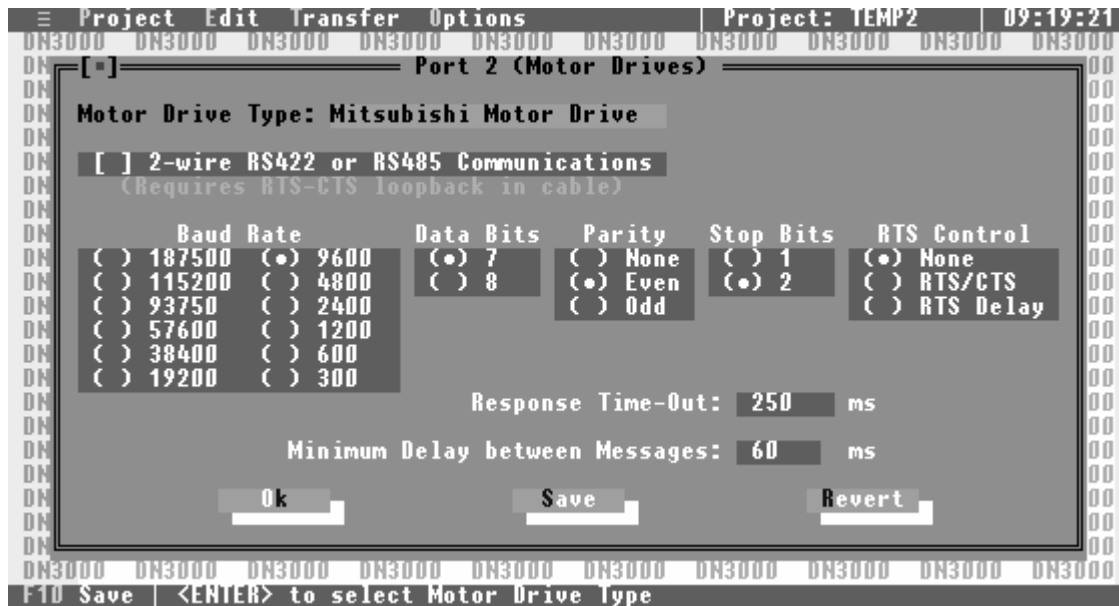 ≡ Project Edit Transfer Options | Project: TEMP2 | 09:19:21
DN3000 DN3000 DN3000 DN3000 DN3000 DN3000 DN3000 DN3000 DN3000 DN3000
[▪] Port 2 (Motor Drives)
Motor Drive Type: Mitsubishi Motor Drive
[ ] 2-wire RS422 or RS485 Communications
(Requires RTS-CTS loopback in cable)
Baud Rate Data Bits Parity Stop Bits RTS Control
( ) 187500 (•) 9600 (•) 7 ( ) None ( ) 1 (•) None
( ) 115200 ( ) 4800 ( ) 8 (•) Even (•) 2 ( ) RTS/CTS
( ) 93750 ( ) 2400 ( ) Odd ( ) RTS Delay
( ) 57600 ( ) 1200
( ) 38400 ( ) 600
( ) 19200 ( ) 300
Response Time-Out: 250 ms
Minimum Delay between Messages: 60 ms
Ok Save Revert
DN3000 DN3000 DN3000 DN3000 DN3000 DN3000 DN3000 DN3000 DN3000 DN3000
F10 Save | <ENTER> to select Motor Drive Type